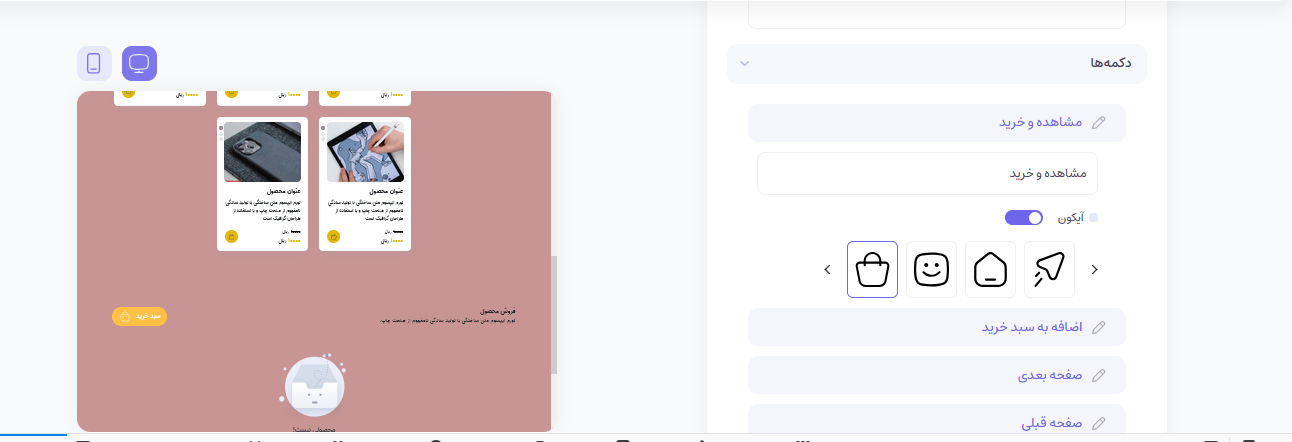 دکمه‌ها
مشاهده و خرید
مشاهده و خرید
آیکون
اضافه به سبد خرید
صفحه بعدی
صفحه قبلی
ریال
ریال
ریال
عنوان محصول
لورم ایپسوم متن ساختگی با تولید سادگی
نامفهوم از صنعت چاپ و با استفاده از
طراحان گرافیک است
ریال
ریال
عنوان محصول
لورم ایپسوم متن ساختگی با تولید سادگی
نامفهوم از صنعت چاپ و با استفاده از
طراحان گرافیک است
ریال
ریال
فروش محصول
لورم ایپسوم متن ساختگی با تولید سادگی نامفهوم از صنعت چاپ.
سبد خرید
محصولی نیست!